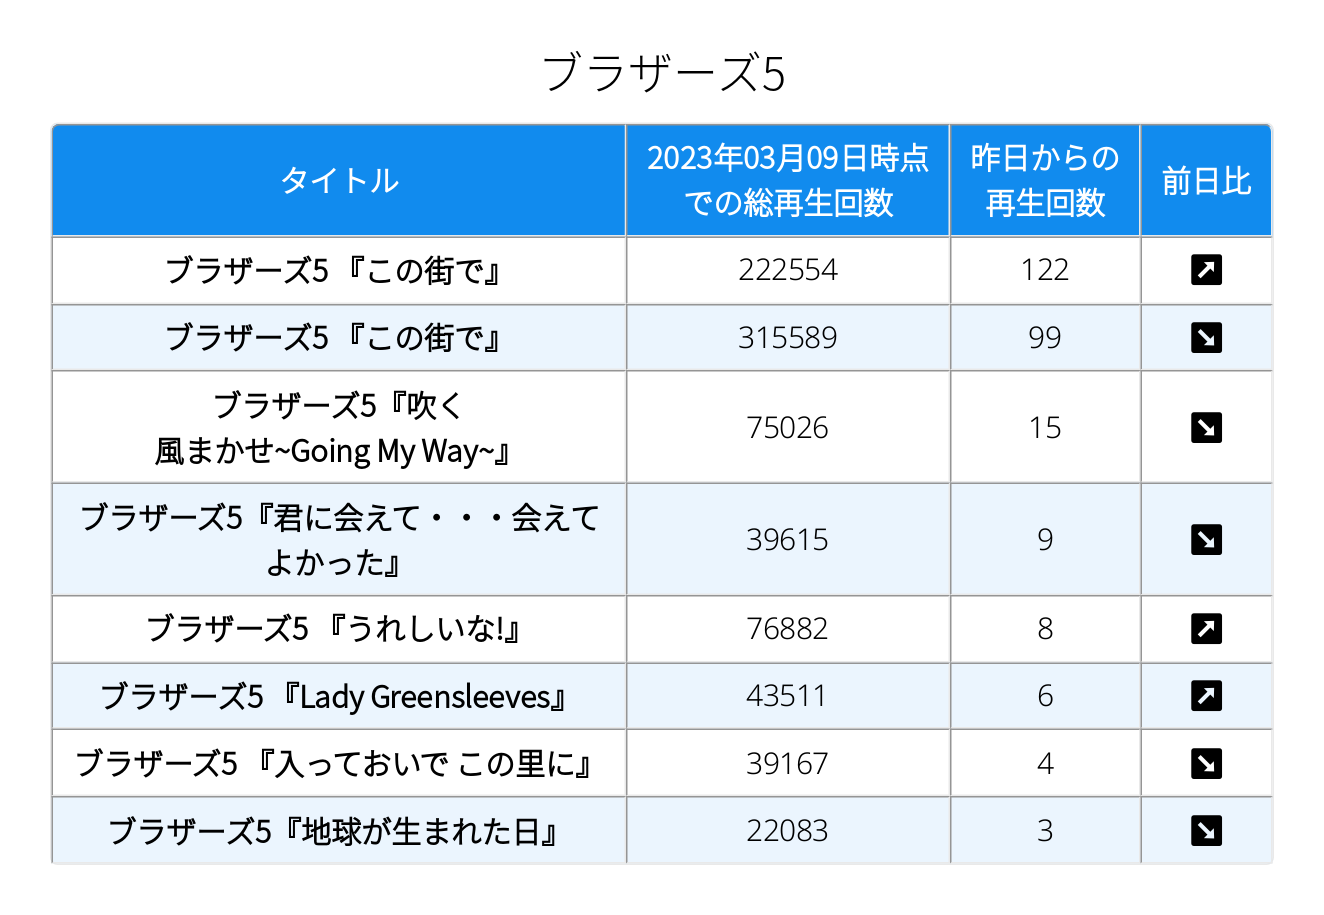 ブラザーズ5
タイトル
2023年03月09日時点
での総再生回数
昨日からの
再生回数
前日比
ブラザーズ5 『この街で』
222554
122
ブラザーズ5 『この街で』
315589
99
ブラザーズ5『吹く
風まかせ~Going My Way~』
75026
15
ブラザーズ5『君に会えて・・・会えて
よかった』
39615
9
ブラザーズ5 『うれしいな!』
76882
8
ブラザーズ5 『Lady Greensleeves』
43511
6
ブラザーズ5 『入っておいで この里に』
39167
4
ブラザーズ5『地球が生まれた日』
22083
3